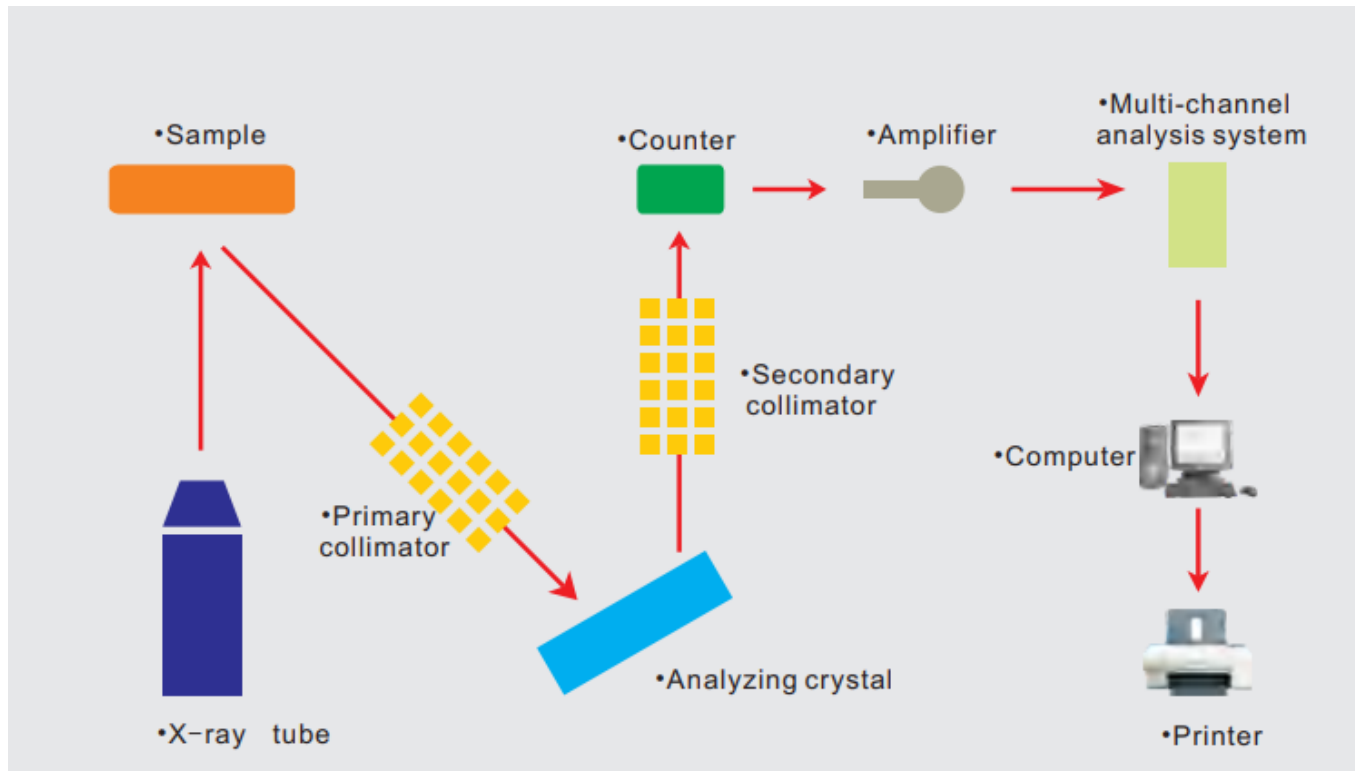 •Sample
•Counter
•Amplifier
•Multi-channel
analysis system
•Secondary
collimator
•Computer
•Primary
collimator
•Analyzing crystal
•X-ray tube
•Printer